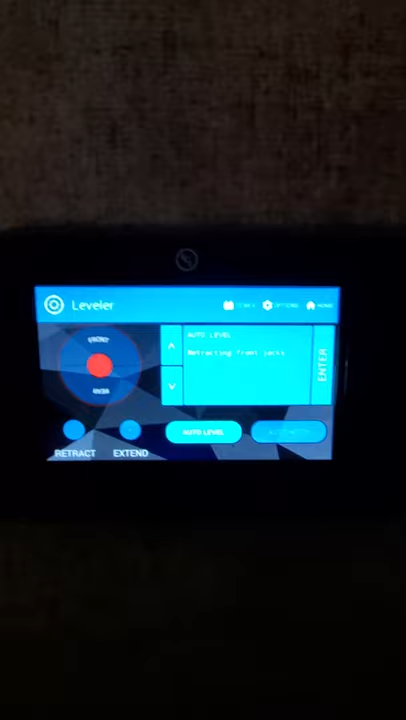 Leveler
OPTIONS
HOME
FRONT
REAR
AUTO LEVEL
Retracting front jacks
ENTER
RETRACT
EXTEND
AUTO LEVEL